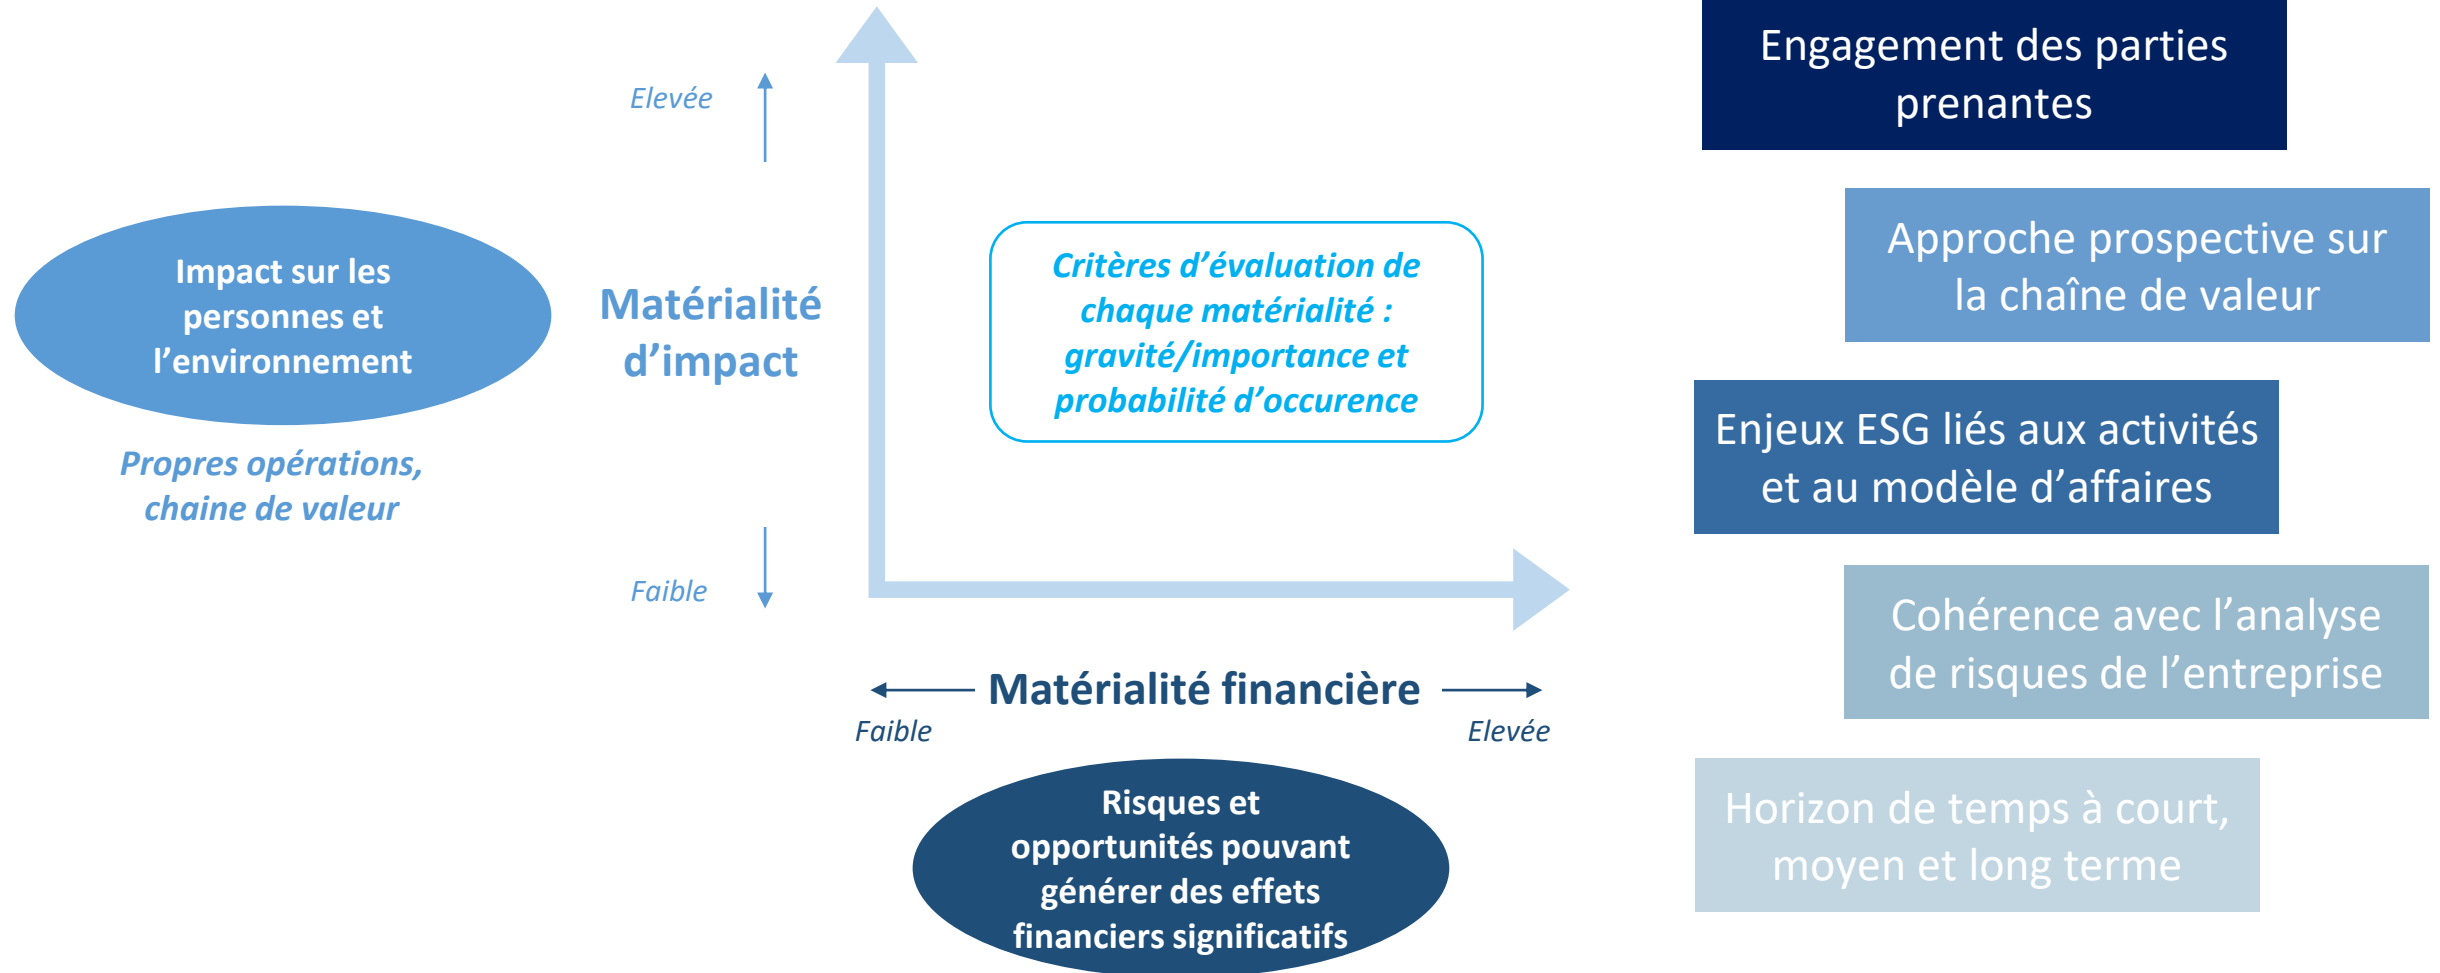 Elevée
Impact sur les
personnes et
l’environnement
Propres opérations,
chaine de valeur
Matérialité
d’impact
Faible
Critères d’évaluation de
chaque matérialité :
gravité/importance et
probabilité d’occurence
Faible
Matérialité financière
Elevée
Risques et
opportunités pouvant
générer des effets
financiers significatifs
Engagement des parties
prenantes
Approche prospective sur
la chaîne de valeur
Enjeux ESG liés aux activités
et au modèle d’affaires
Cohérence avec l’analyse
de risques de l’entreprise
Horizon de temps à court,
moyen et long terme